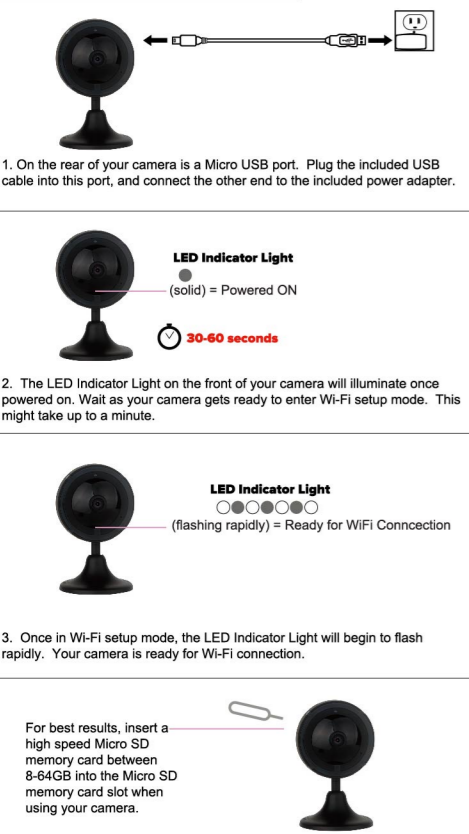 1. On the rear of your camera is a Micro USB port.  Plug the included USB
cable into this port, and connect the other end to the included power adapter.
LED Indicator Light
(solid) = Powered ON
30-60 seconds
2.  The LED Indicator Light on the front of your camera will illuminate once
powered on. Wait as your camera gets ready to enter Wi-Fi setup mode.  This
might take up to a minute.
LED Indicator Light
(flashing rapidly) = Ready for WiFi Conncection
3.  Once in Wi-Fi setup mode, the LED Indicator Light will begin to flash
rapidly.  Your camera is ready for Wi-Fi connection.
For best results, insert a
high speed Micro SD
memory card between
8-64GB into the Micro SD
memory card slot when
using your camera.